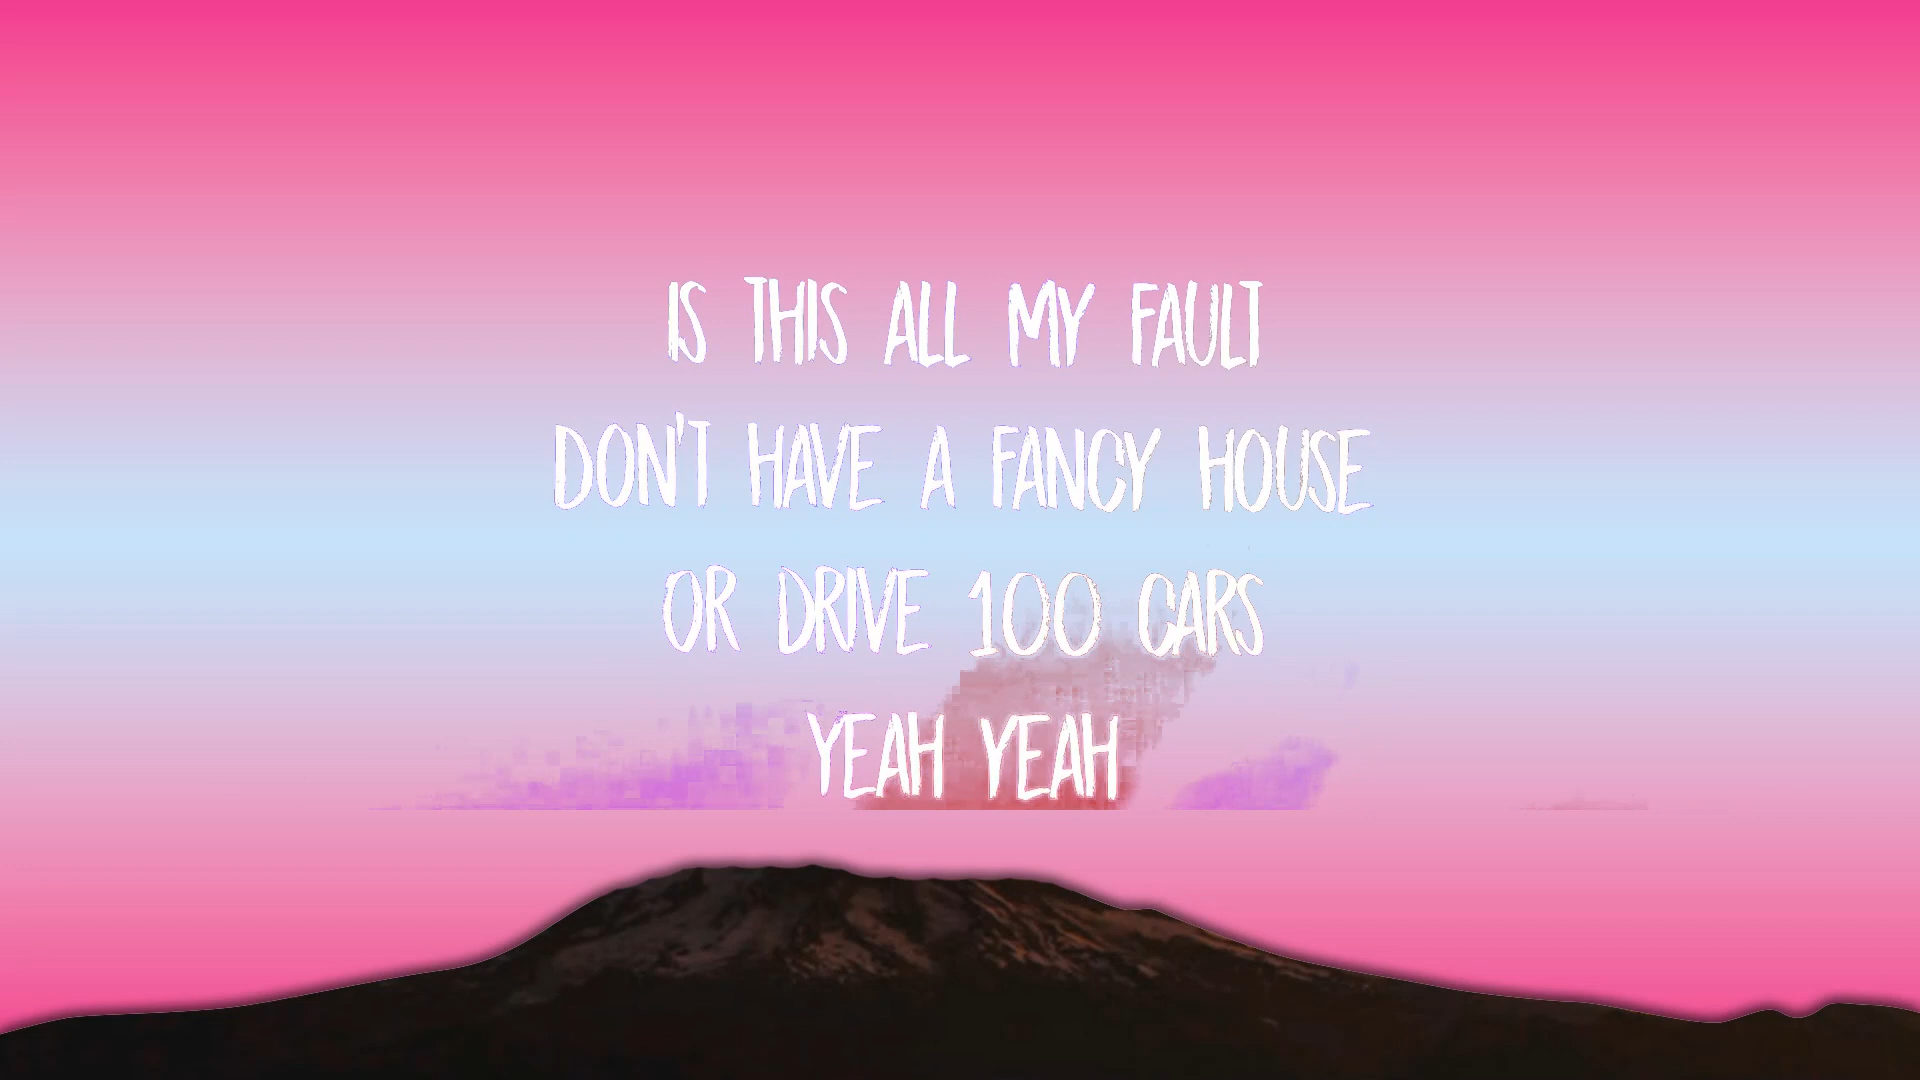 IS THIS ALL MY FAULT
DON'T HAVE A FANCY HOUSE
OR DRIVE 100 CARS
YEAH YEAH